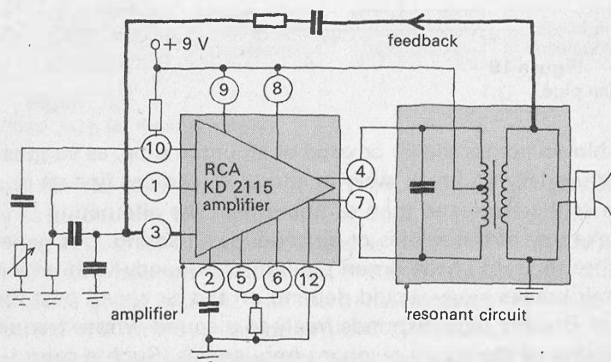 feedback
+ 9 V
9
8
10
RCA
KD 2115
amplifier
1
4
7
3
2
5
6
12
amplifier
resonant circuit